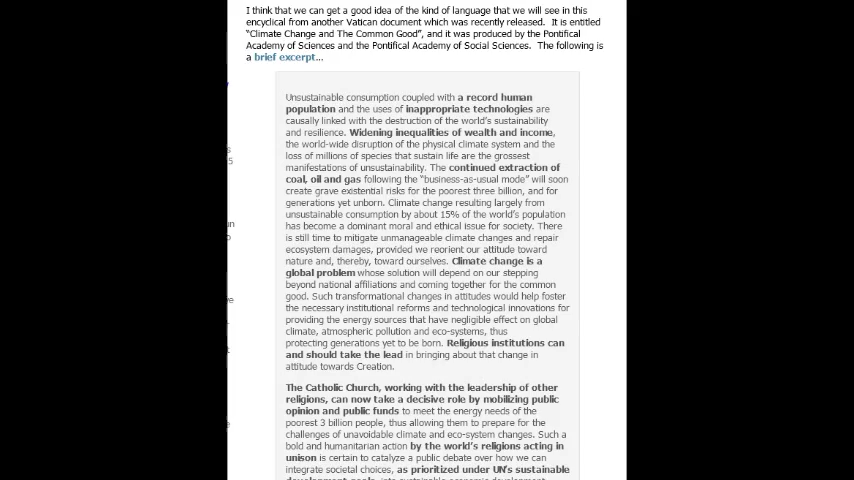 I think that we can get a good idea of the kind of language that we will see in this
encyclical from another Vatican document which was recently released.  It is entitled
"Climate Change and The Common Good", and it was produced by the Pontifical
Academy of Sciences and the Pontifical Academy of Social Sciences.  The following is
a brief excerpt...
Unsustainable consumption coupled with a record human
population and the uses of inappropriate technologies are
causally linked with the destruction of the world's sustainability
and resilience. Widening inequalities of wealth and income,
the world-wide disruption of the physical climate system and the
loss of millions of species that sustain life are the grossest
manifestations of unsustainability. The continued extraction of
coal, oil and gas following the "business-as-usual mode" will soon
create grave existential risks for the poorest three billion, and for
generations yet unborn. Climate change resulting largely from
unsustainable consumption by about 15% of the world's population
has become a dominant moral and ethical issue for society. There
is still time to mitigate unmanageable climate changes and repair
ecosystem damages, provided we reorient our attitude toward
nature and, thereby, toward ourselves. Climate change is a
global problem whose solution will depend on our stepping
beyond national affiliations and coming together for the common
good. Such transformational changes in attitudes would help foster
the necessary institutional reforms and technological innovations for
providing the energy sources that have negligible effect on global
climate, atmospheric pollution and eco-systems, thus
protecting generations yet to be born. Religious institutions can
and should take the lead in bringing about that change in
attitude towards Creation.
The Catholic Church, working with the leadership of other
religions, can now take a decisive role by mobilizing public
opinion and public funds to meet the energy needs of the
poorest 3 billion people, thus allowing them to prepare for the
challenges of unavoidable climate and eco-system changes. Such a
bold and humanitarian action by the world's religions acting in
unison is certain to catalyze a public debate over how we can
integrate societal choices, as prioritized under UN's sustainable